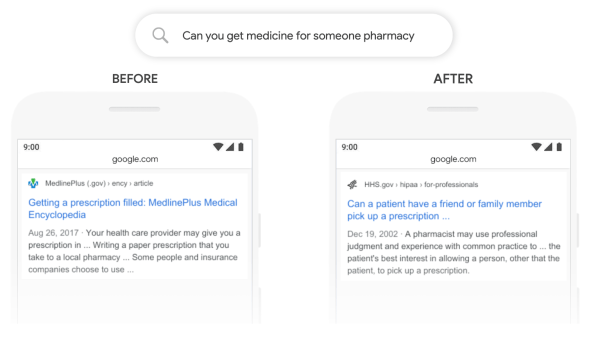 Can you get medicine for someone pharmacy
BEFORE
9:00
google.com
MedlinePlus (.gov) › ency › article
Getting a prescription filled: MedlinePlus Medical
Encyclopedia
Aug 26, 2017 · Your health care provider may give you a
prescription in ... Writing a paper prescription that you
take to a local pharmacy ... Some people and insurance
companies choose to use ...
AFTER
9:00
google.com
HHS.gov › hipaa › for-professionals
Can a patient have a friend or family member
pick up a prescription ...
Dec 19, 2002 · A pharmacist may use professional
judgment and experience with common practice to ... the
patient's best interest in allowing a person, other that the
patient, to pick up a prescription.